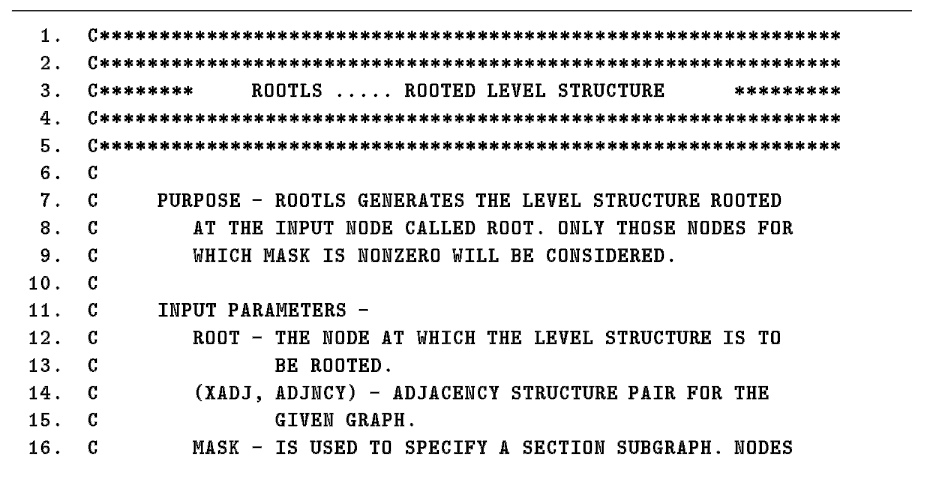 1. C**************************************************************
2. C**************************************************************
3. C******** ROOTLS ..... ROOTED LEVEL STRUCTURE *********
4. C**************************************************************
5. C**************************************************************
6. C
7. C PURPOSE - ROOTLS GENERATES THE LEVEL STRUCTURE ROOTED
8. C AT THE INPUT NODE CALLED ROOT. ONLY THOSE NODES FOR
9. C WHICH MASK IS NONZERO WILL BE CONSIDERED.
10. C
11. C INPUT PARAMETERS -
12. C ROOT - THE NODE AT WHICH THE LEVEL STRUCTURE IS TO
13. C BE ROOTED.
14. C (XADJ, ADJNCY) - ADJACENCY STRUCTURE PAIR FOR THE
15. C GIVEN GRAPH.
16. C MASK - IS USED TO SPECIFY A SECTION SUBGRAPH. NODES